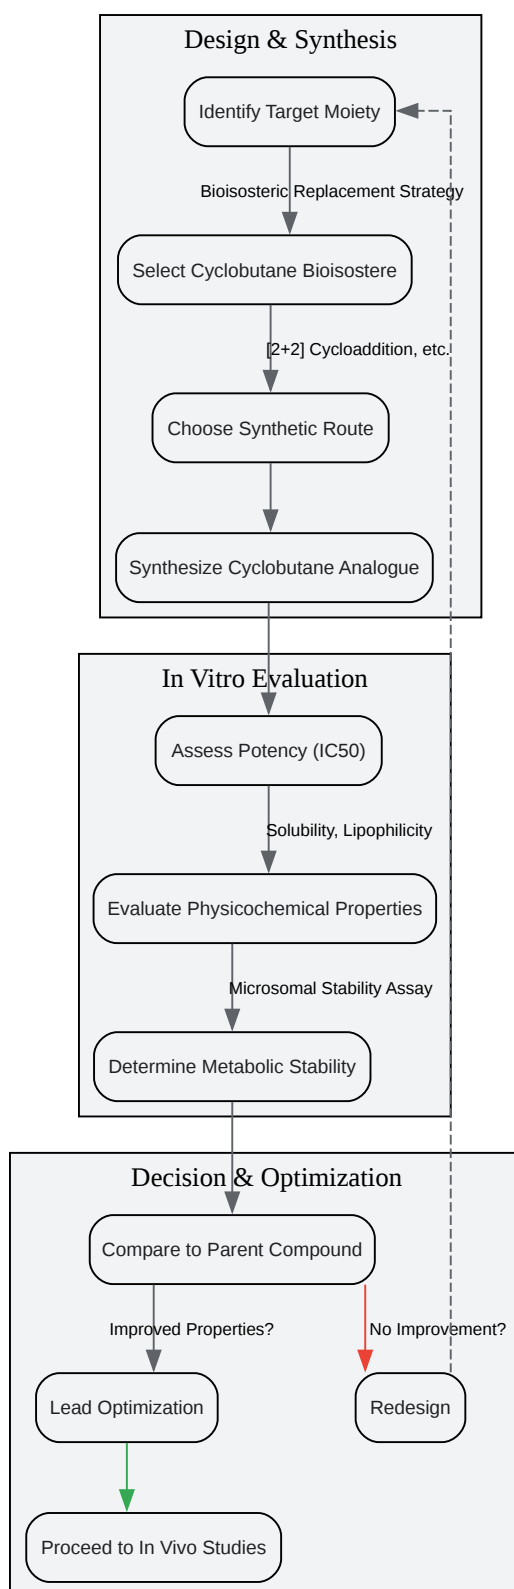 Design & Synthesis
Identify Target Moiety
Bioisosteric Replacement Strategy
Select Cyclobutane Bioisostere
[2+2] Cycloaddition, etc.
Choose Synthetic Route
Synthesize Cyclobutane Analogue
In Vitro Evaluation
Assess Potency (IC50)
Solubility, Lipophilicity
Evaluate Physicochemical Properties
Microsomal Stability Assay
Determine Metabolic Stability
Decision & Optimization
Compare to Parent Compound
Improved Properties?
No Improvement?
Lead Optimization
Redesign
Proceed to In Vivo Studies